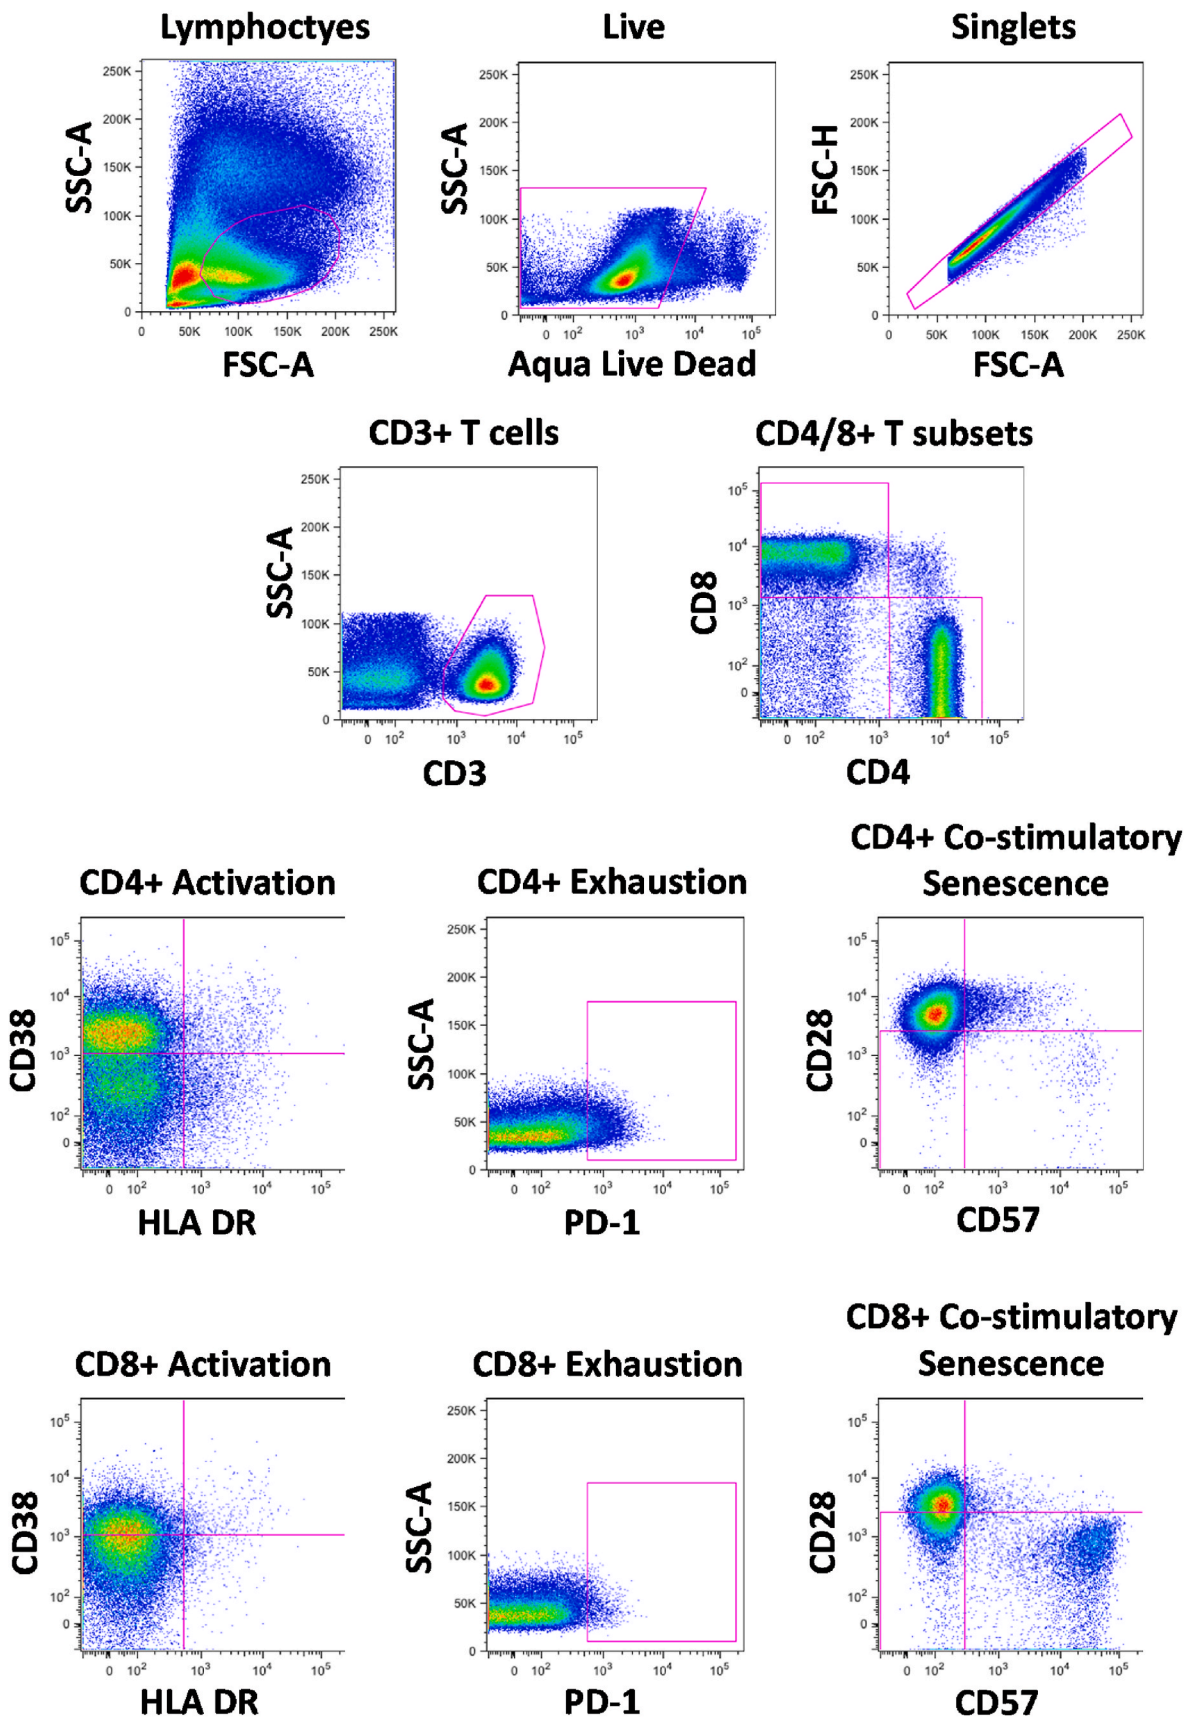 Lymphoctyes
Live
Singlets
SSC-A
250K
200K
150K
100K
50K
0
0 50K 100K 150K 200K 250K
FSC-A
SSC-A
250K
200K
150K
100K
50K
0
0 10² 10³ 10⁴ 10⁵
Aqua Live Dead
FSC-H
250K
200K
150K
100K
50K
0
0 50K 100K 150K 200K 250K
FSC-A
CD3+ T cells
CD4/8+ T subsets
SSC-A
250K
200K
150K
100K
50K
0
0 10² 10³ 10⁴ 10⁵
CD3
CD8
10⁵
10⁴
10³
10²
0
0 10² 10³ 10⁴ 10⁵
CD4
CD4+ Activation
CD4+ Exhaustion
CD4+ Co-stimulatory
Senescence
CD38
10⁵
10⁴
10³
10²
0
0 10² 10³ 10⁴ 10⁵
HLA DR
SSC-A
250K
200K
150K
100K
50K
0
0 10² 10³ 10⁴ 10⁵
PD-1
CD28
10⁵
10⁴
10³
10²
0
0 10² 10³ 10⁴ 10⁵
CD57
CD8+ Activation
CD8+ Exhaustion
CD8+ Co-stimulatory
Senescence
CD38
10⁵
10⁴
10³
10²
0
0 10² 10³ 10⁴ 10⁵
HLA DR
SSC-A
250K
200K
150K
100K
50K
0
0 10² 10³ 10⁴ 10⁵
PD-1
CD28
10⁵
10⁴
10³
10²
0
0 10² 10³ 10⁴ 10⁵
CD57